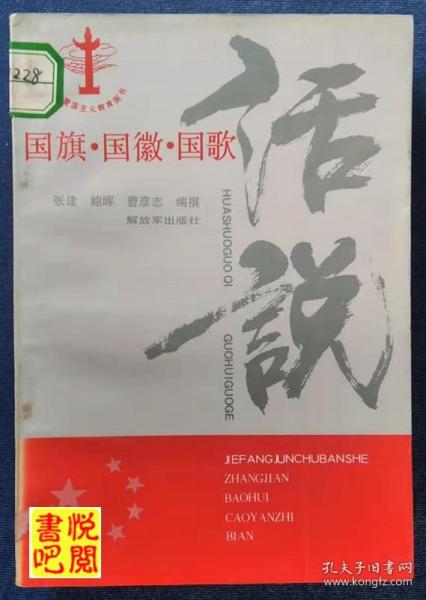 228
爱国主义教育图书
国旗·国徽·国歌
话説
张建 鲍晖 曹彦志 编撰
解放军出版社
HUASHUOGUO QI
GUOHUIGUOGE
JIEFANGJUNCHUBANSHE
ZHANGJIAN
BAOHUI
CAOYANZHI
BIAN
悦閲
書吧
孔夫子旧书网
www.kongfz.com